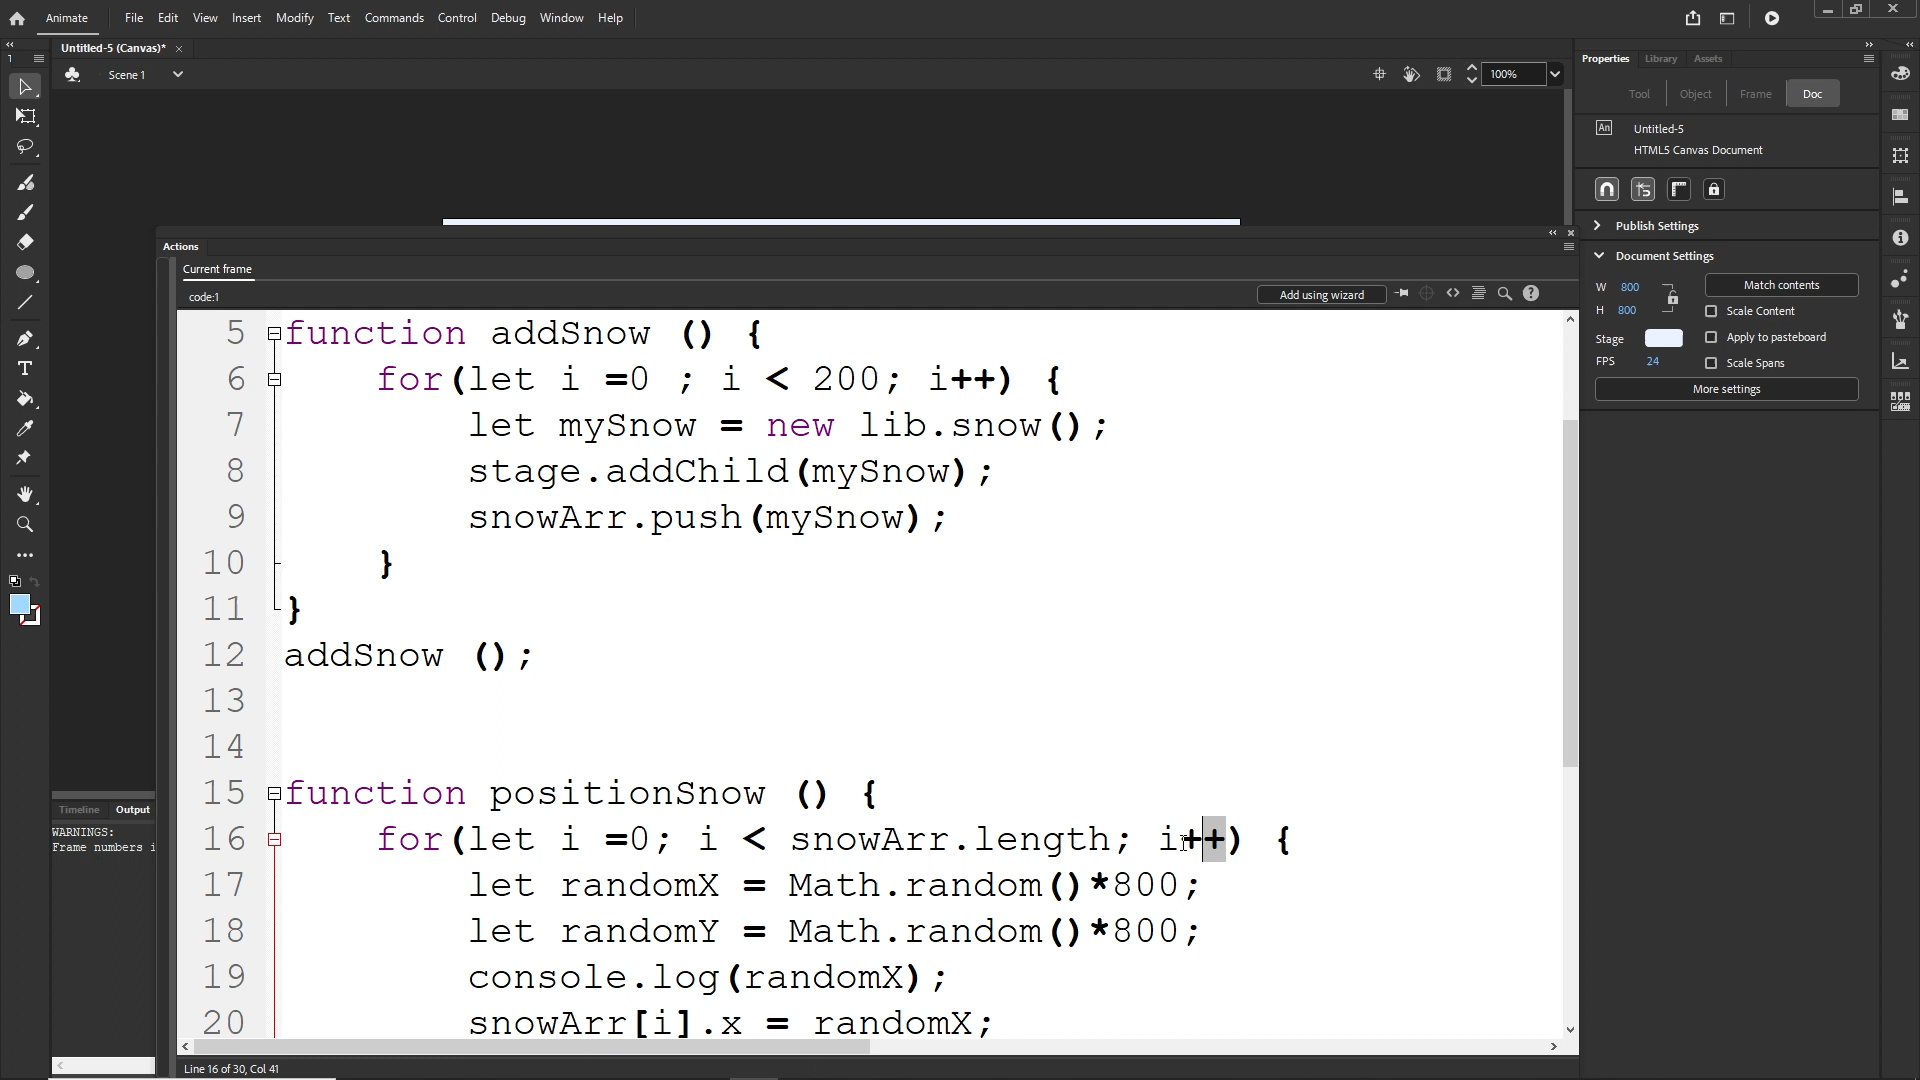 Animate File Edit View Insert Modify Text Commands Control Debug Window Help
Untitled-5 (Canvas)* ×
Scene 1
100%
Properties Library Assets
Tool Object Frame Doc
An Untitled-5
HTML5 Canvas Document
Publish Settings
Document Settings
W 800
H 800
Match contents
Scale Content
Stage
Apply to pasteboard
FPS 24
Scale Spans
More settings
Actions
Current frame
code:1
Add using wizard
5 function addSnow () {
6 for(let i =0 ; i < 200; i++) {
7 let mySnow = new lib.snow();
8 stage.addChild(mySnow);
9 snowArr.push(mySnow);
10 }
11 }
12 addSnow ();
13
14
15 function positionSnow () {
16 for(let i =0; i < snowArr.length; i++) {
17 let randomX = Math.random()*800;
18 let randomY = Math.random()*800;
19 console.log(randomX);
20 snowArr[i].x = randomX;
Line 16 of 30, Col 41
Timeline Output
WARNINGS:
Frame numbers i